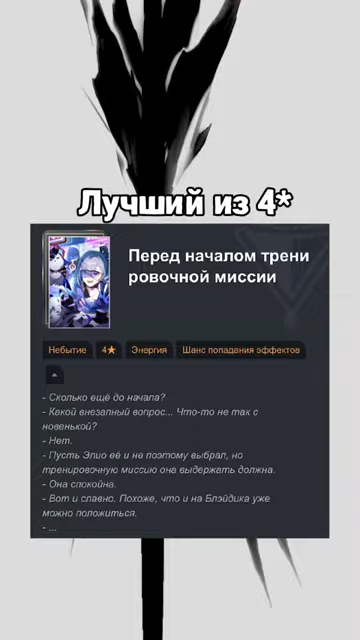 Лучший из 4*
Перед началом трени
ровочной миссии
Небытие 4★ Энергия Шанс попадания эффектов
- Сколько ещё до начала?
- Какой внезапный вопрос... Что-то не так с
новенькой?
- Нет.
- Пусть Элио её и не поэтому выбрал, но
тренировочную миссию она выдержать должна.
- Она спокойна.
- Вот и славно. Похоже, что и на Блэйдика уже
можно положиться.
- ...